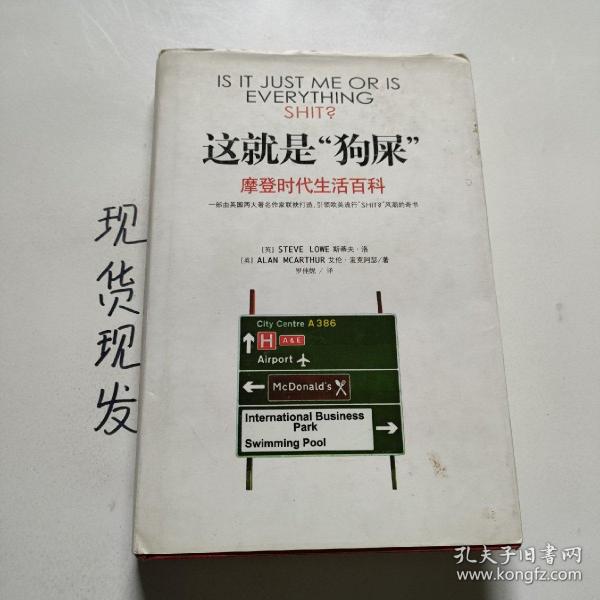 IS IT JUST ME OR IS
EVERYTHING
SHIT?
这就是“狗屎”
摩登时代生活百科
一部由英国两大著名作家联袂打造，引领欧美流行“SHIT?”风潮的奇书
[英] STEVE LOWE 斯蒂夫·洛
[英] ALAN MCARTHUR 艾伦·麦克阿瑟/著
罗佳妮 / 译
City Centre A386
H A&E
Airport
McDonald's
International Business
Park
Swimming Pool
现货现发
孔夫子旧书网
www.kongfz.com